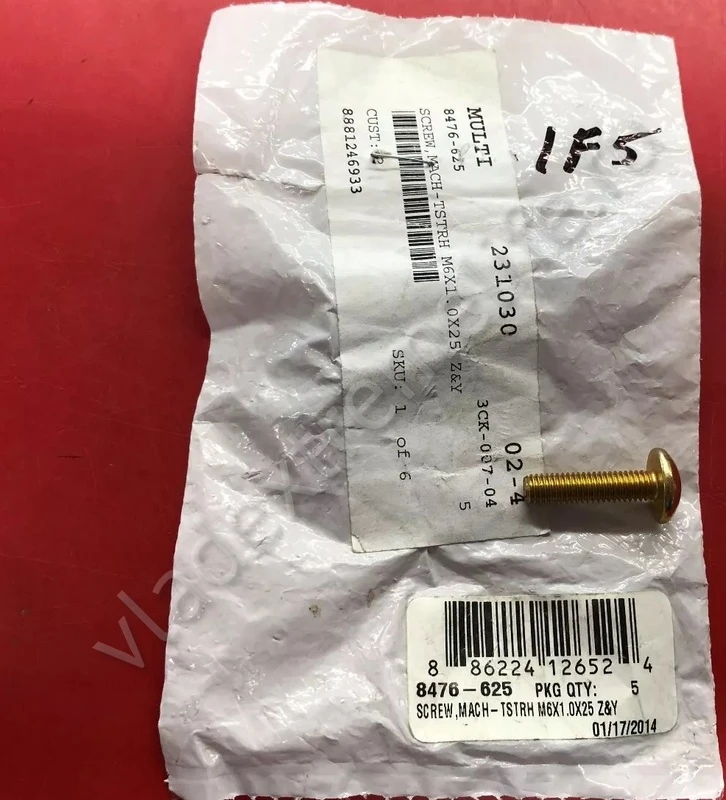 1F5
MULTI 231030 02-4
8476-625 3CK-007-04
SCREW,MACH-TSTRH M6X1.0X25 Z&Y 5
CUST: SKU: 1 of 6
8881246933
8 86224 12652 4
8476-625 PKG QTY: 5
SCREW,MACH-TSTRH M6X1.0X25 Z&Y
01/17/2014